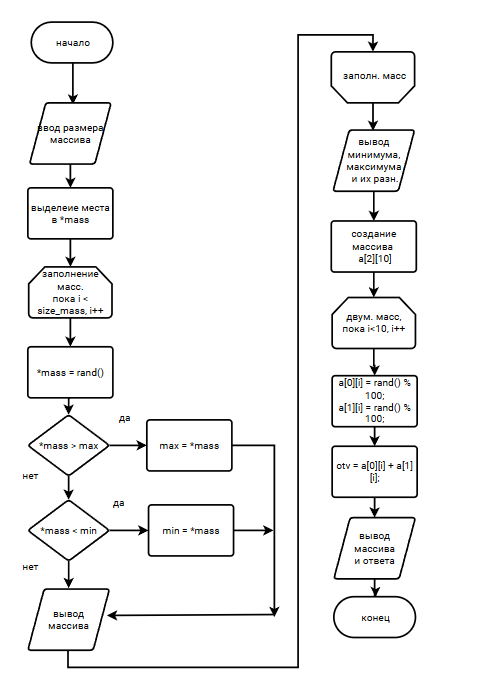 начало
ввод размера
массива
выделеие места
в *mass
заполнение
масс.
пока i <
size_mass, i++
*mass = rand()
да
*mass > max
max = *mass
нет
да
*mass < min
min = *mass
нет
вывод
массива
заполн. масс
вывод
минимума,
максимума
и их разн.
создание
массива
a[2][10]
двум. масс,
пока i<10, i++
a[0][i] = rand() %
100;
a[1][i] = rand() %
100;
otv = a[0][i] + a[1]
[i];
вывод
массива
и ответа
конец